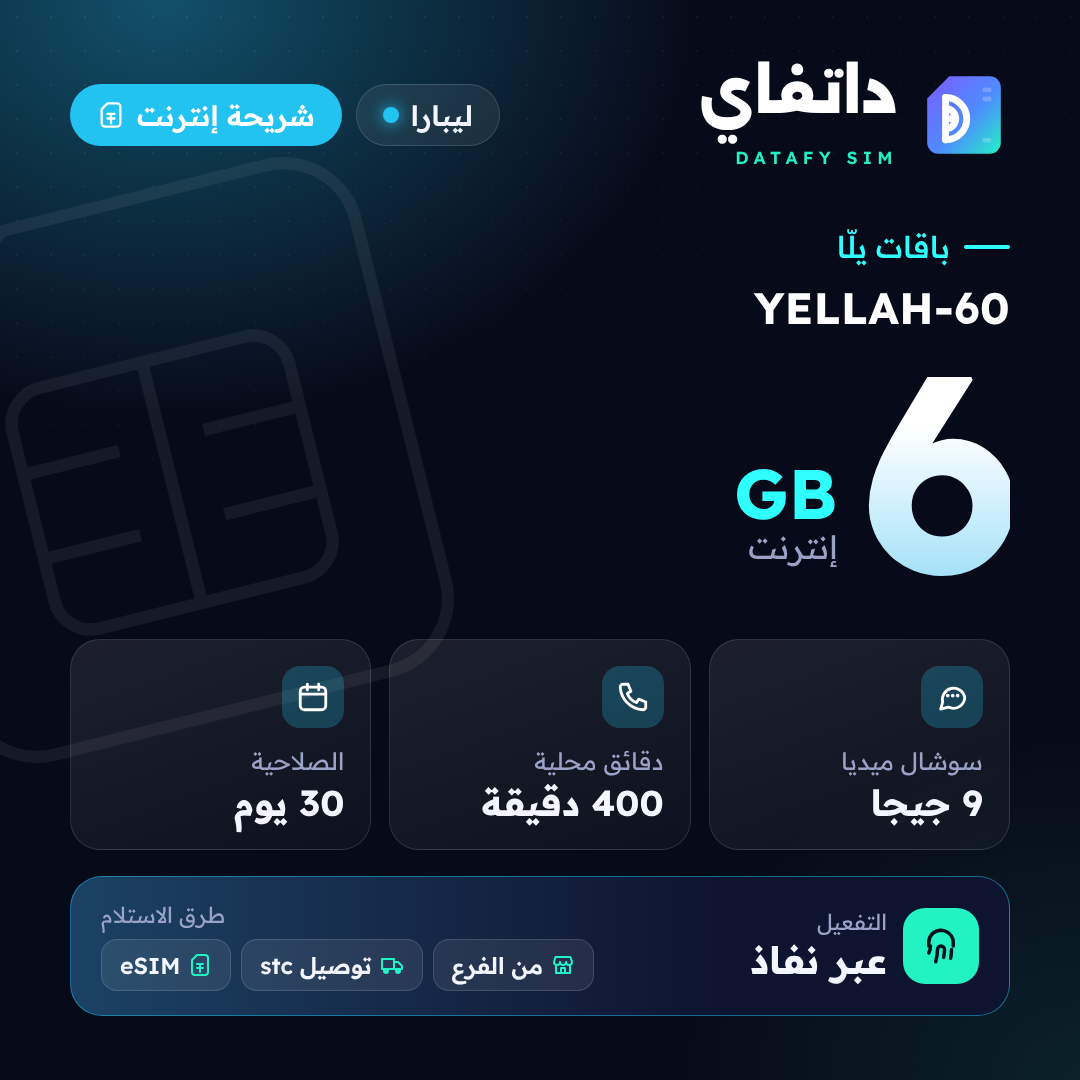 داتفاي
DATAFY SIM
ليبارا
شريحة إنترنت
باقات يلّا
YELLAH-60
6 GB
إنترنت
سوشال ميديا
9 جيجا
دقائق محلية
400 دقيقة
الصلاحية
30 يوم
التفعيل
عبر نفاذ
طرق الاستلام
من الفرع
توصيل stc
eSIM